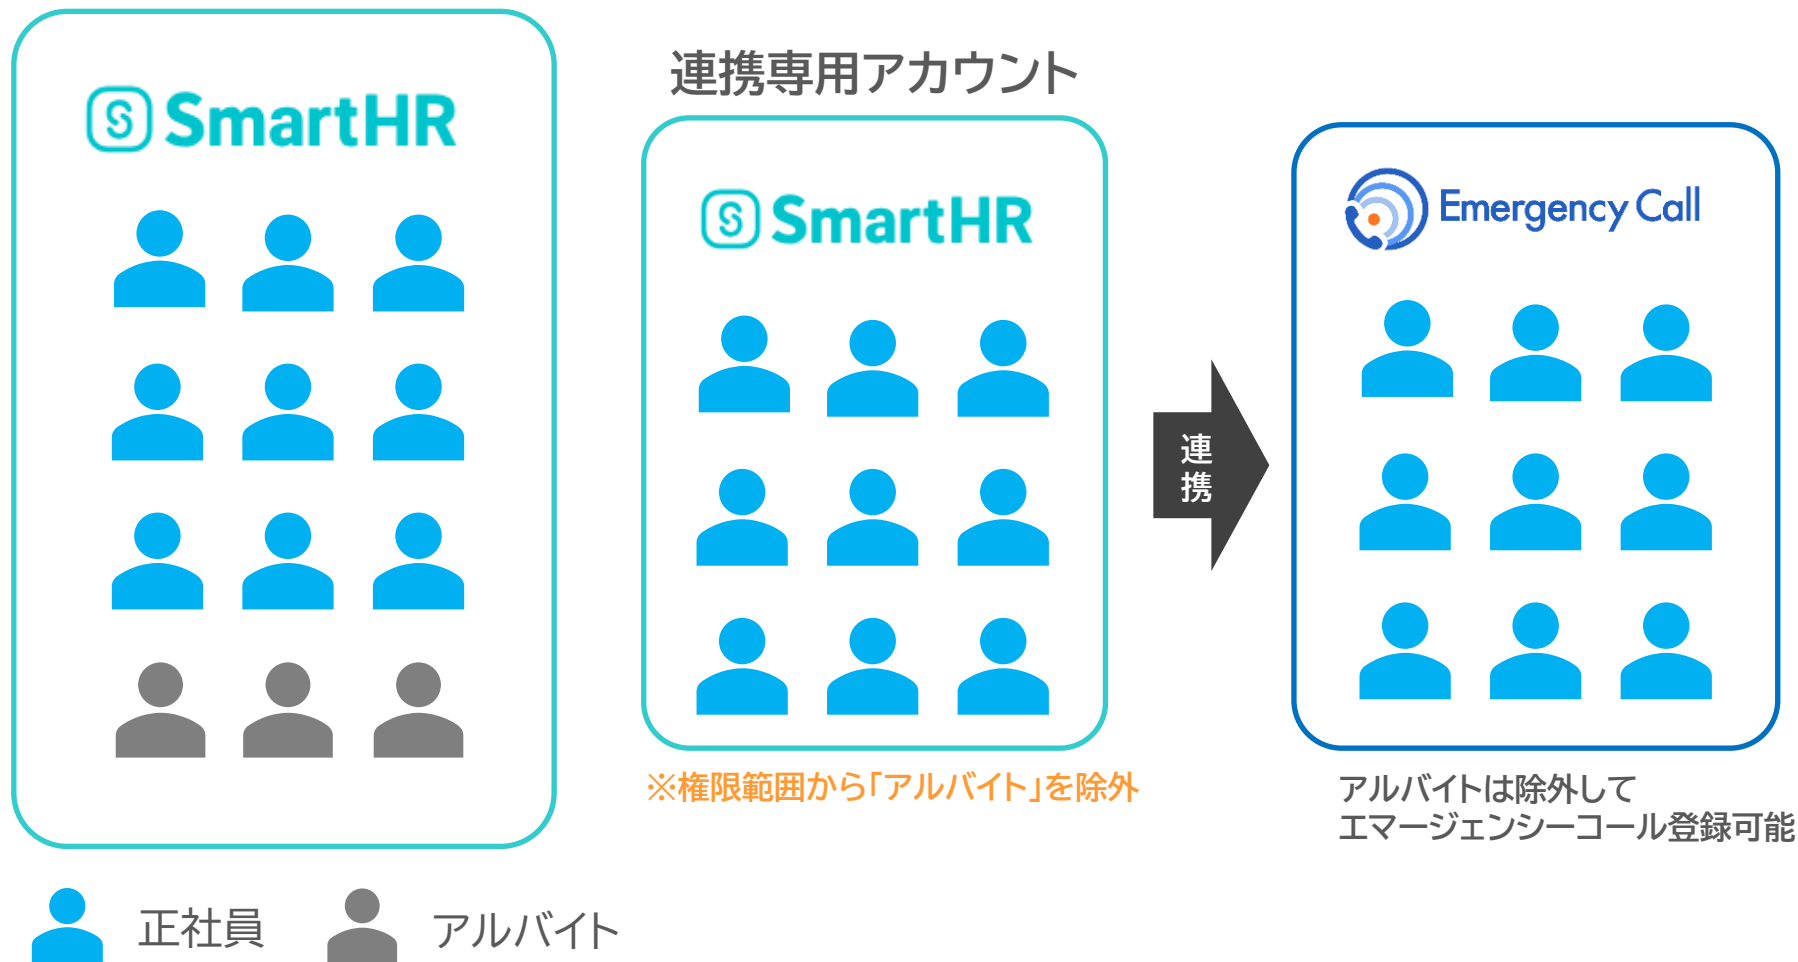 SmartHR
連携専用アカウント
SmartHR
連携
Emergency Call
※権限範囲から「アルバイト」を除外
アルバイトは除外して
エマージェンシーコール登録可能
正社員
アルバイト